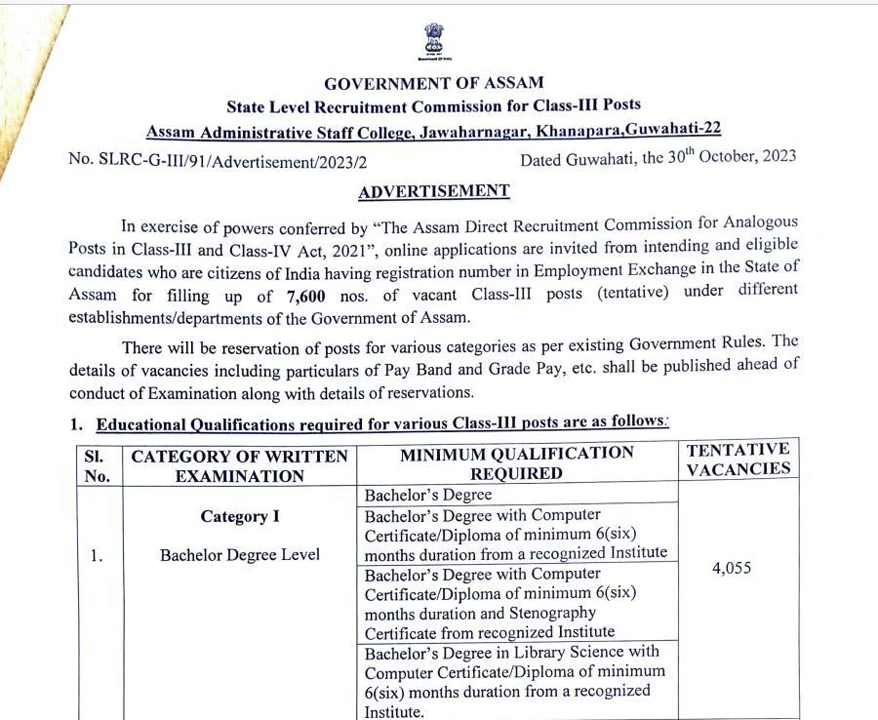 Government Of India
GOVERNMENT OF ASSAM
State Level Recruitment Commission for Class-III Posts
Assam Administrative Staff College, Jawaharnagar, Khanapara,Guwahati-22
No. SLRC-G-III/91/Advertisement/2023/2 Dated Guwahati, the 30th October, 2023
ADVERTISEMENT
In exercise of powers conferred by “The Assam Direct Recruitment Commission for Analogous
Posts in Class-III and Class-IV Act, 2021”, online applications are invited from intending and eligible
candidates who are citizens of India having registration number in Employment Exchange in the State of
Assam for filling up of 7,600 nos. of vacant Class-III posts (tentative) under different
establishments/departments of the Government of Assam.
There will be reservation of posts for various categories as per existing Government Rules. The
details of vacancies including particulars of Pay Band and Grade Pay, etc. shall be published ahead of
conduct of Examination along with details of reservations.
1. Educational Qualifications required for various Class-III posts are as follows:
Sl. No.
CATEGORY OF WRITTEN
EXAMINATION
MINIMUM QUALIFICATION
REQUIRED
TENTATIVE
VACANCIES
1.
Category I
Bachelor Degree Level
Bachelor’s Degree
Bachelor’s Degree with Computer
Certificate/Diploma of minimum 6(six)
months duration from a recognized Institute
Bachelor’s Degree with Computer
Certificate/Diploma of minimum 6(six)
months duration and Stenography
Certificate from recognized Institute
Bachelor’s Degree in Library Science with
Computer Certificate/Diploma of minimum
6(six) months duration from a recognized
Institute.
4,055